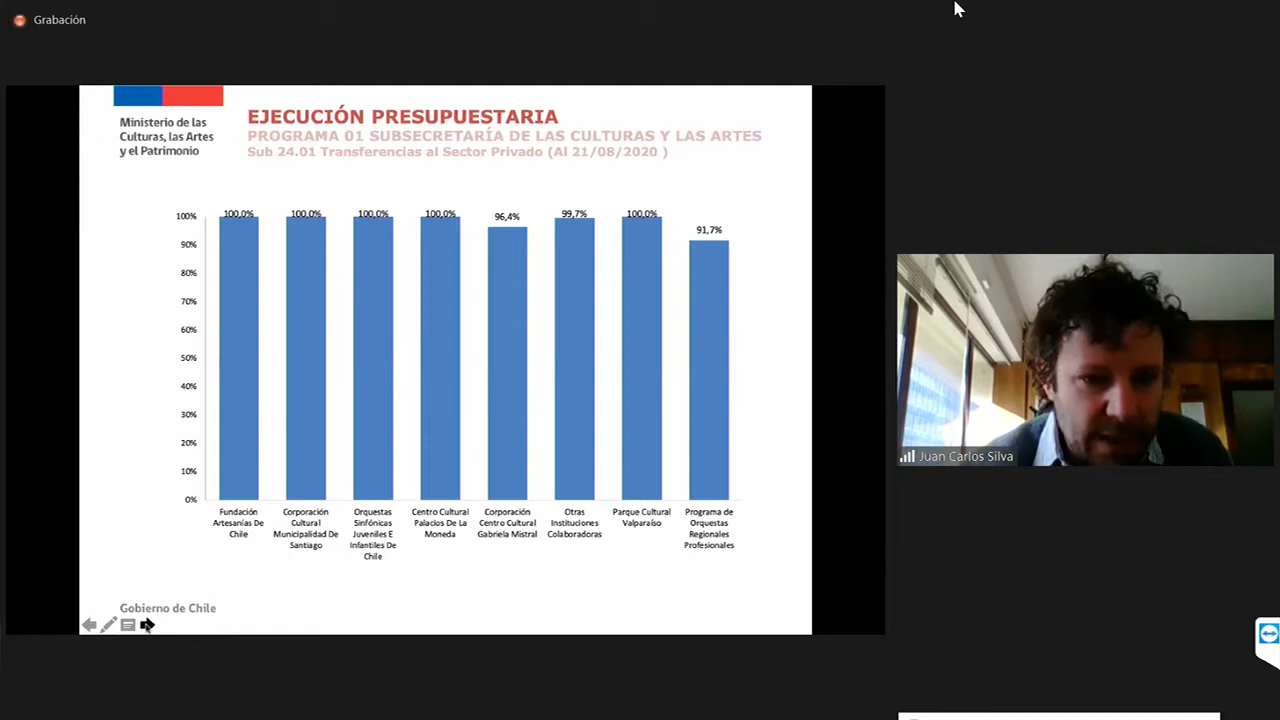 Grabación
Ministerio de las
Culturas, las Artes
y el Patrimonio
EJECUCIÓN PRESUPUESTARIA
PROGRAMA 01 SUBSECRETARÍA DE LAS CULTURAS Y LAS ARTES
Sub 24.01 Transferencias al Sector Privado (Al 21/08/2020 )
100%
90%
80%
70%
60%
50%
40%
30%
20%
10%
0%
100,0%
100,0%
100,0%
100,0%
96,4%
99,7%
100,0%
91,7%
Fundación
Artesanías De
Chile
Corporación
Cultural
Municipalidad De
Santiago
Orquestas
Sinfónicas
Juveniles E
Infantiles De
Chile
Centro Cultural
Palacios De La
Moneda
Corporación
Centro Cultural
Gabriela Mistral
Otras
Instituciones
Colaboradoras
Parque Cultural
Valparaíso
Programa de
Orquestas
Regionales
Profesionales
Gobierno de Chile
Juan Carlos Silva